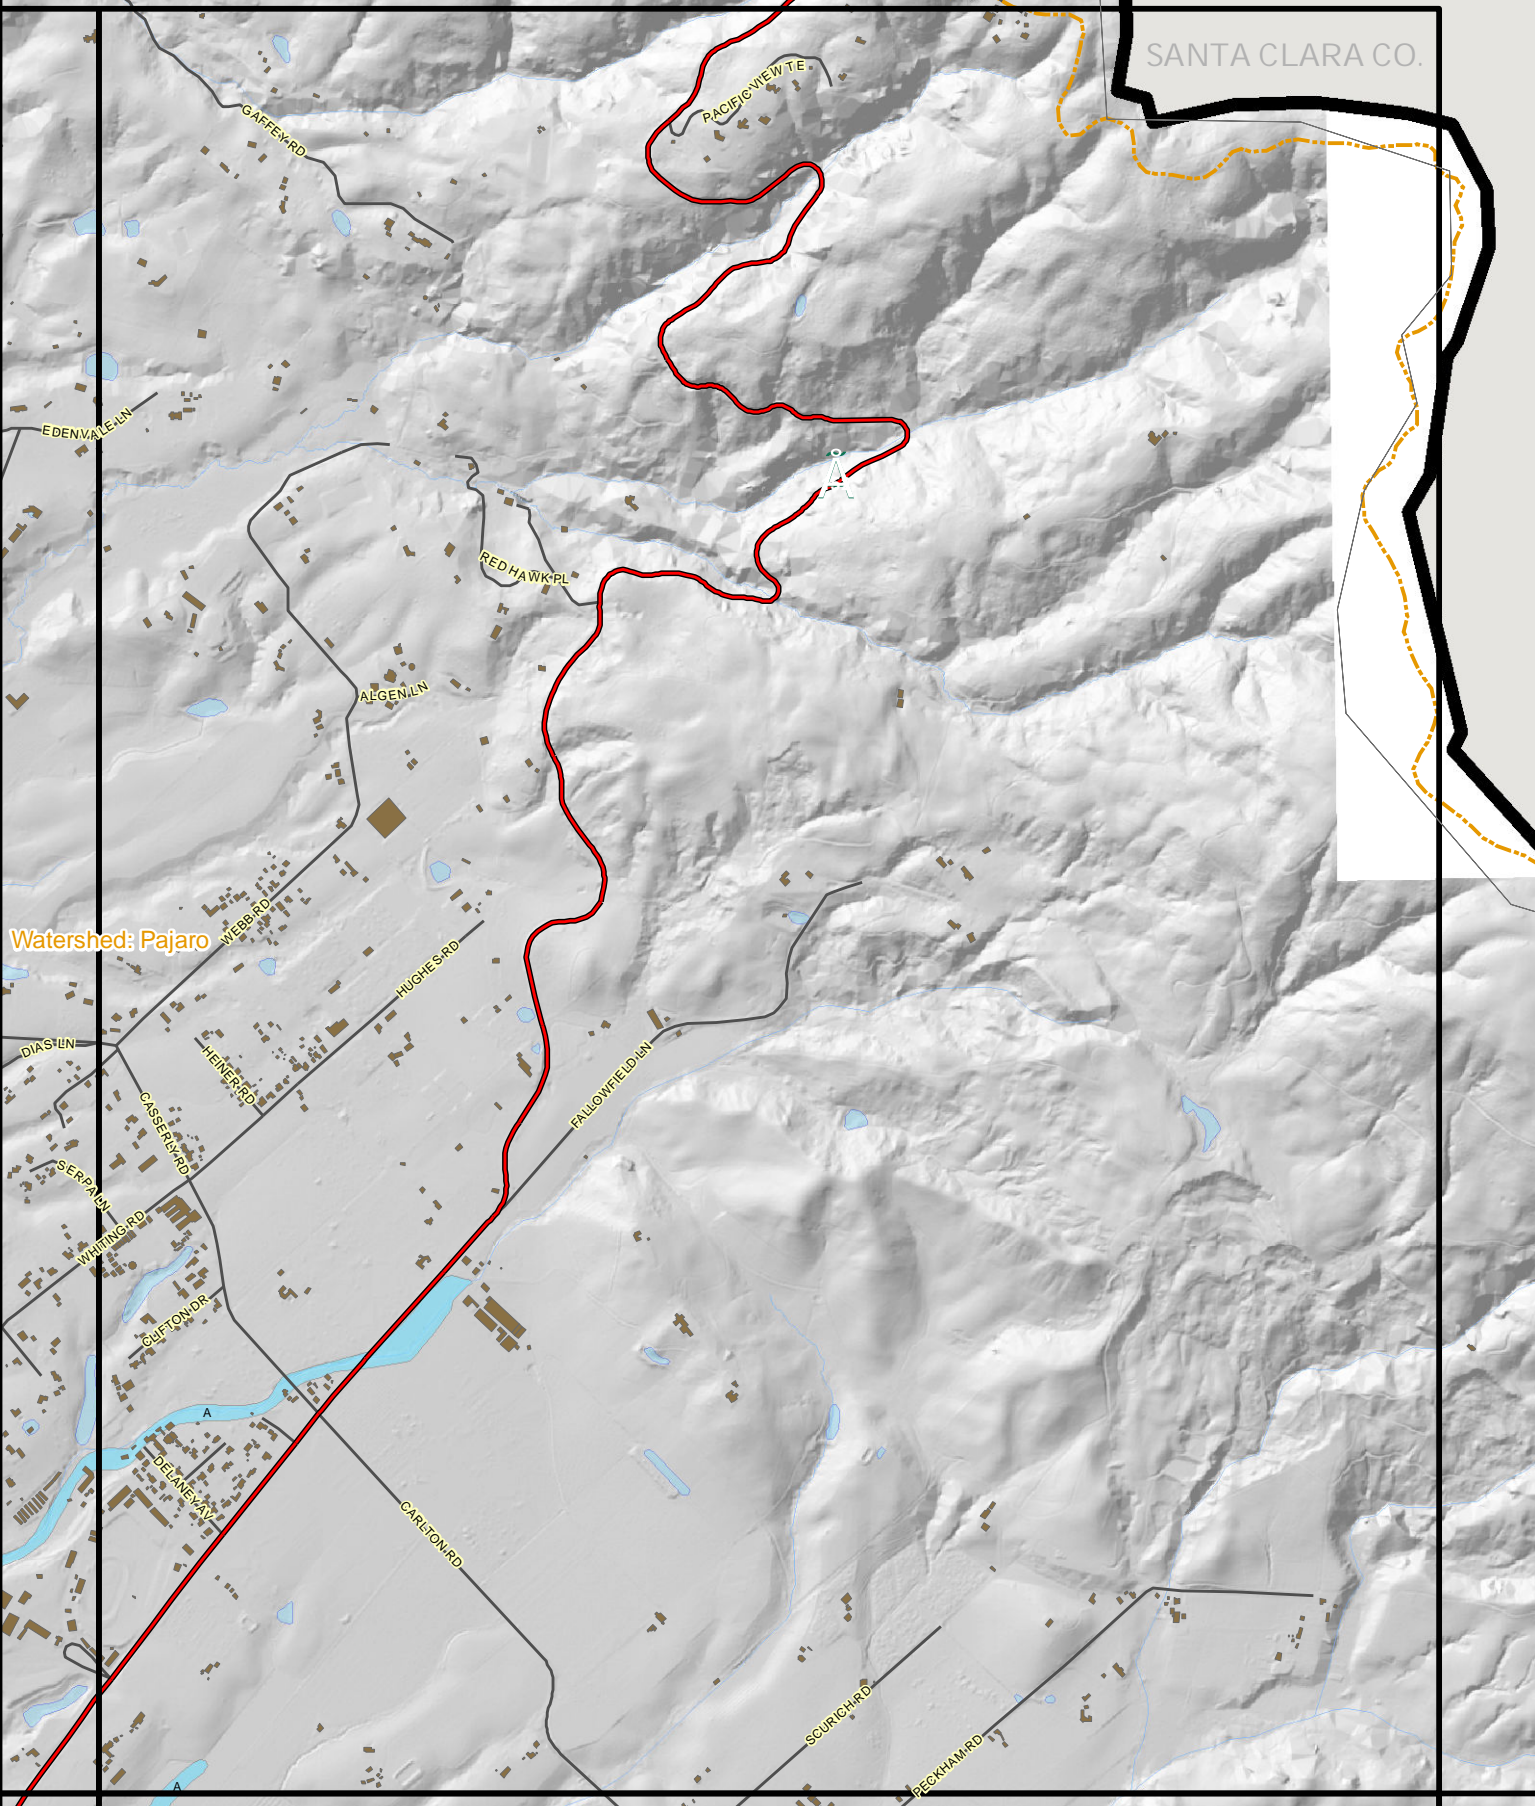 SANTA CLARA CO.
PACIFIC VIEW TE
GAFFEY RD
EDENVALE LN
Å
RED HAWK PL
ALGEN LN
WEBB RD
Watershed: Pajaro
HUGHES RD
DIAS LN
HEINER RD
FALLOWFIELD LN
CASSERLY RD
SERPA LN
WHITING RD
CLIFTON DR
A
DELANEY AV
CARLTON RD
SCURICH RD
PECKHAM RD
A